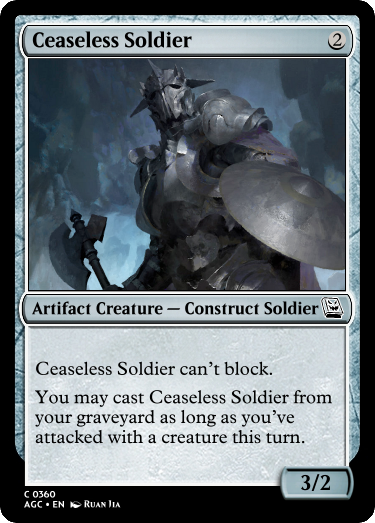 Ceaseless Soldier 2
Artifact Creature — Construct Soldier
Ceaseless Soldier can't block.
You may cast Ceaseless Soldier from
your graveyard as long as you've
attacked with a creature this turn.
3/2
C 0360
AGC • EN Ruan Jia